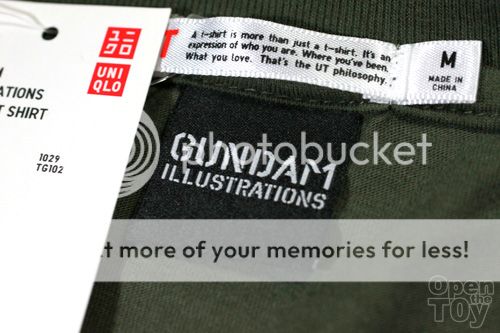 ユニ
クロ
UNI
QLO
ATIONS
T SHIRT
1029
TG102
T
A t-shirt is more than just a t-shirt. It's an
expression of who you are. Where you've been.
What you love. That's the UT philosophy.
M
MADE IN
CHINA
GUNDAM
ILLUSTRATIONS
photobucket
t more of your memories for less!
Open
the
TOY